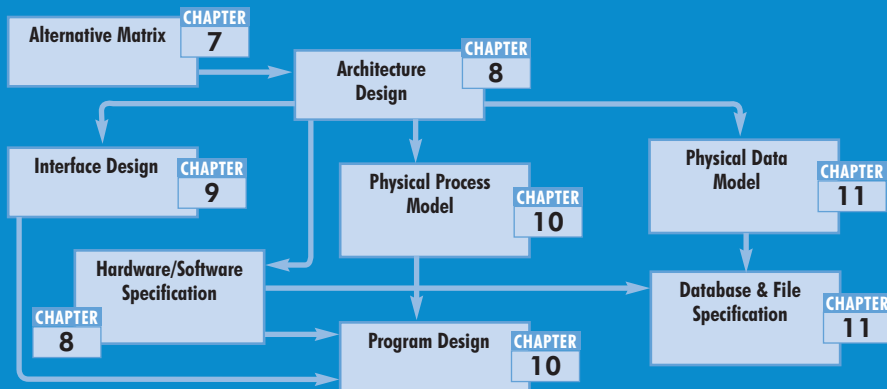 Alternative Matrix
CHAPTER
7
Architecture
Design
CHAPTER
8
Interface Design
CHAPTER
9
Physical Process
Model
CHAPTER
10
Physical Data
Model
CHAPTER
11
Hardware/Software
Specification
CHAPTER
8
Database & File
Specification
CHAPTER
11
Program Design
CHAPTER
10